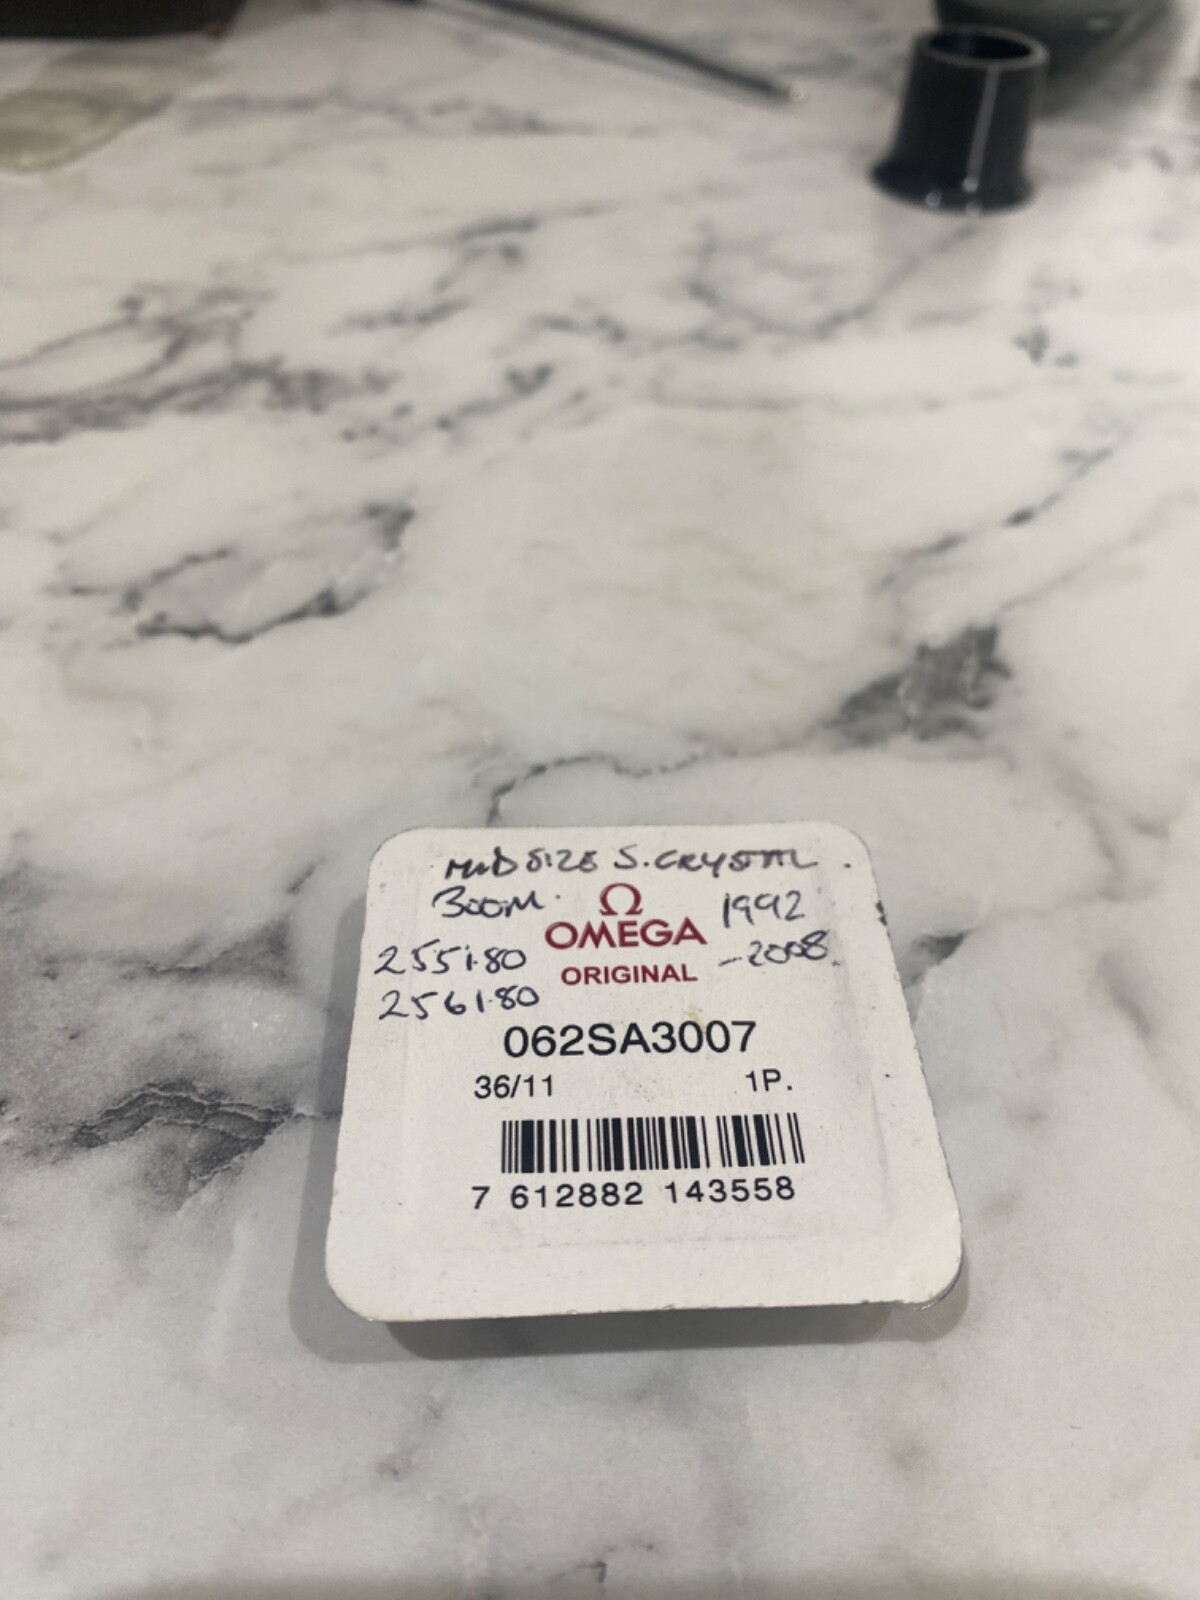 MID SIZE S. CRYSTAL.
300M.
1992
-2008.
Ω
OMEGA
ORIGINAL
2551.80
2561.80
062SA3007
36/11 1P.
7 612882 143558